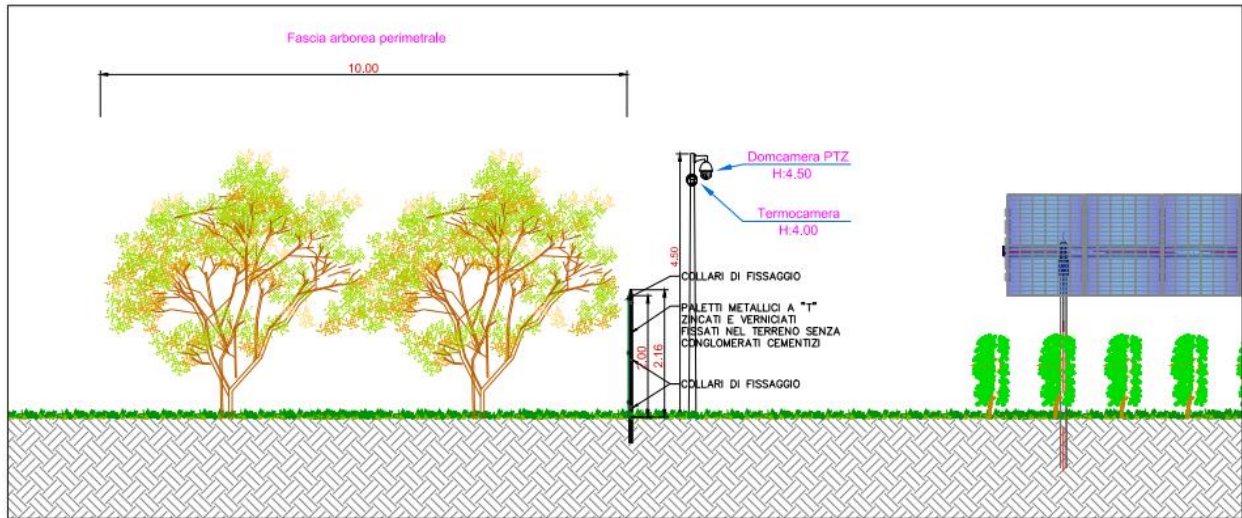 Fascia arborea perimetrale
10.00
Domcamera PTZ
H:4.50
Termocamera
H:4.00
4.50
COLLARI DI FISSAGGIO
PALETTI METALLICI A "T"
ZINCATI E VERNICIATI
FISSATI NEL TERRENO SENZA
CONGLOMERATI CEMENTIZI
2.00
2.16
COLLARI DI FISSAGGIO